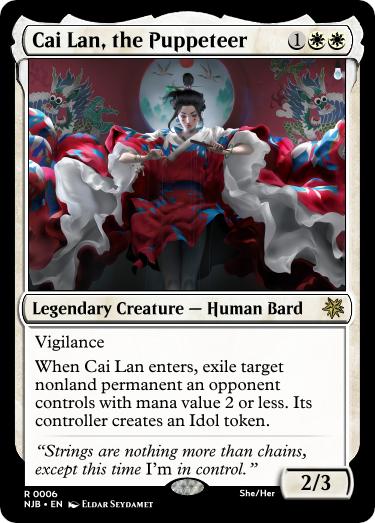 Cai Lan, the Puppeteer 1
Legendary Creature — Human Bard
Vigilance
When Cai Lan enters, exile target
nonland permanent an opponent
controls with mana value 2 or less. Its
controller creates an Idol token.
“Strings are nothing more than chains,
except this time I'm in control.”
2/3
R 0006
She/Her
NJB • EN Eldar Seydamet